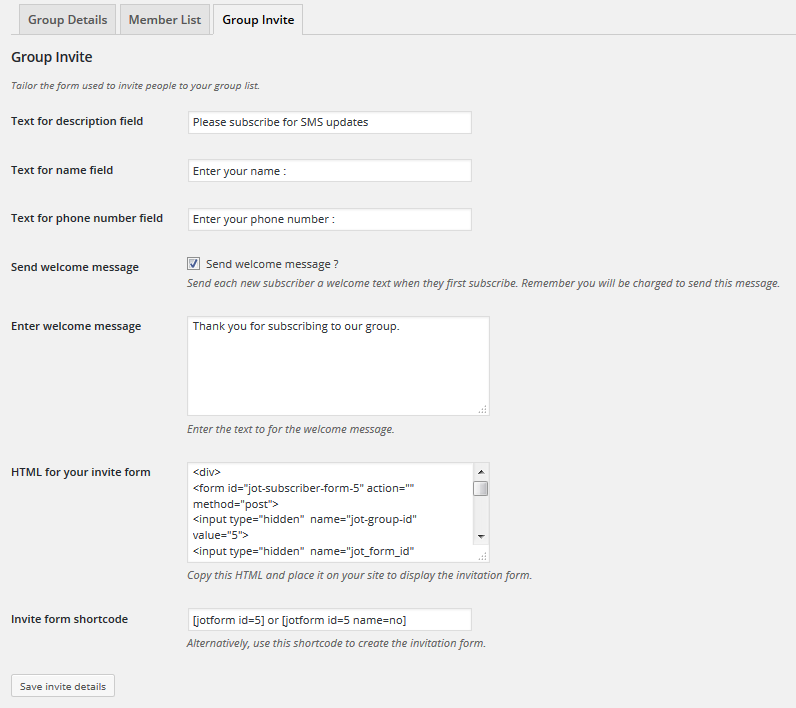 Group Details Member List Group Invite
Group Invite
Tailor the form used to invite people to your group list.
Text for description field Please subscribe for SMS updates
Text for name field Enter your name :
Text for phone number field Enter your phone number :
Send welcome message Send welcome message ?
Send each new subscriber a welcome text when they first subscribe. Remember you will be charged to send this message.
Enter welcome message Thank you for subscribing to our group.
Enter the text to for the welcome message.
HTML for your invite form <div>
<form id="jot-subscriber-form-5" action=""
method="post">
<input type="hidden"  name="jot-group-id"
value="5">
<input type="hidden"  name="jot_form_id"
Copy this HTML and place it on your site to display the invitation form.
Invite form shortcode [jotform id=5] or [jotform id=5 name=no]
Alternatively, use this shortcode to create the invitation form.
Save invite details